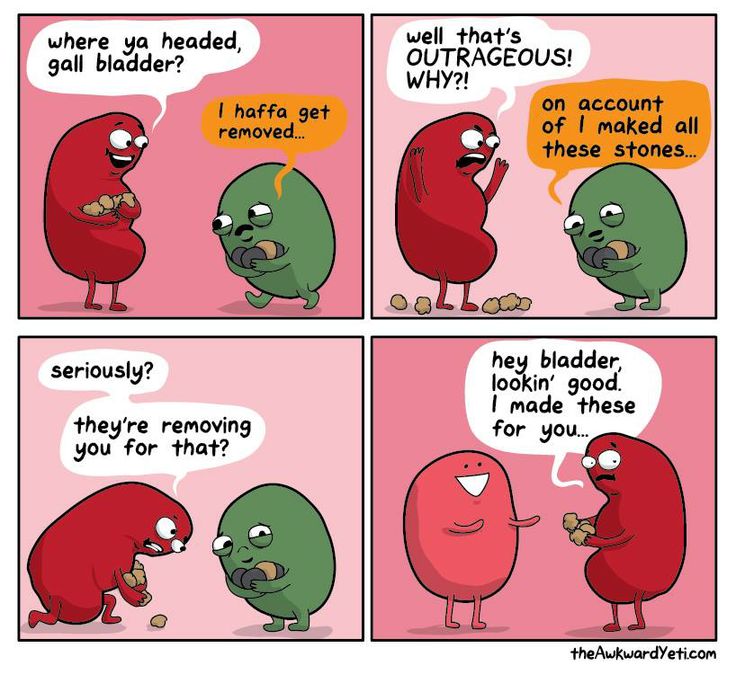 where ya headed,
gall bladder?
I haffa get
removed...
well that's
OUTRAGEOUS!
WHY?!
on account
of I maked all
these stones...
seriously?
they're removing
you for that?
hey bladder,
lookin' good.
I made these
for you...
theAwkwardYeti.com